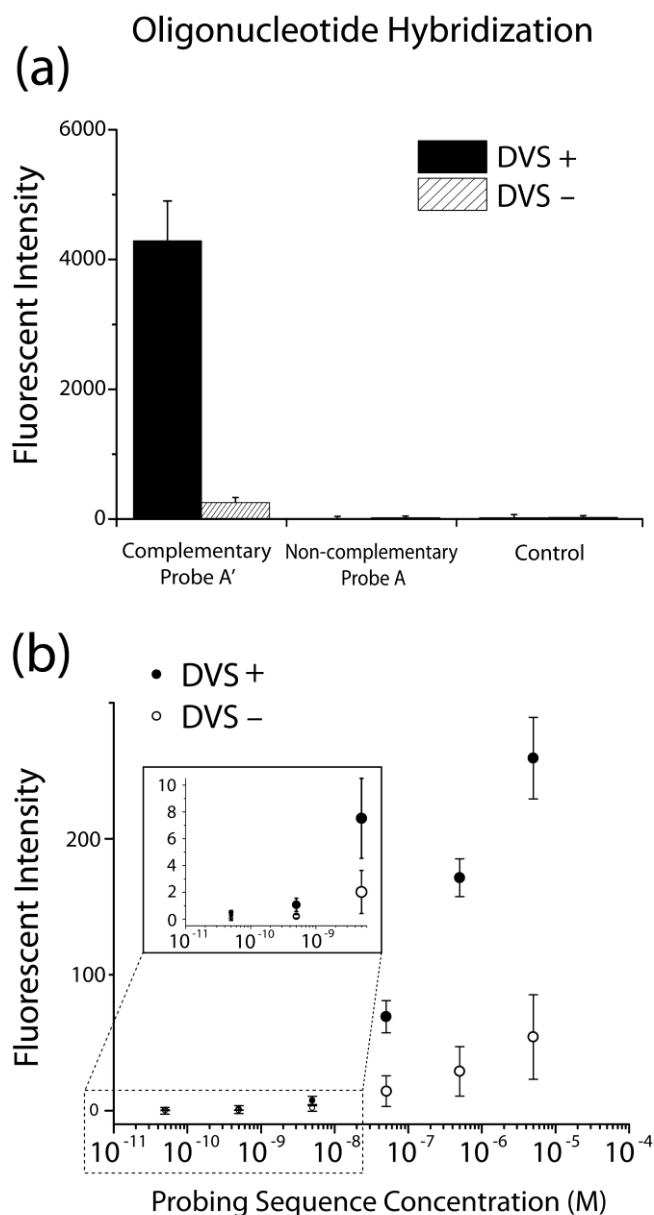 Oligonucleotide Hybridization
(a)
6000
4000
2000
0
Fluorescent Intensity
DVS +
DVS –
Complementary
Probe A′
Non-complementary
Probe A
Control
(b)
DVS +
DVS –
200
100
0
Fluorescent Intensity
10
8
6
4
2
0
10⁻¹¹ 10⁻¹⁰ 10⁻⁹
10⁻¹¹ 10⁻¹⁰ 10⁻⁹ 10⁻⁸ 10⁻⁷ 10⁻⁶ 10⁻⁵ 10⁻⁴
Probing Sequence Concentration (M)